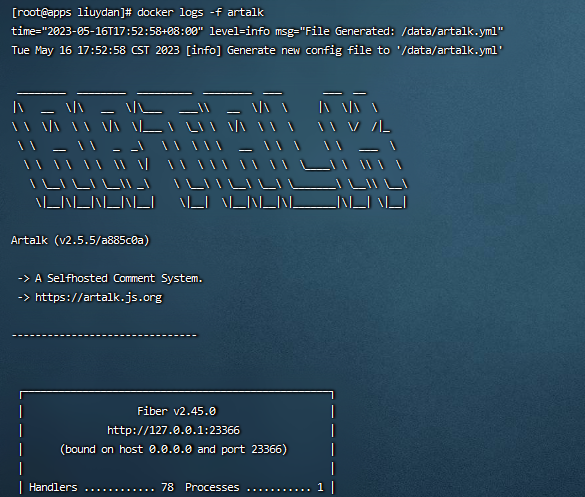 [root@apps liuydan]# docker logs -f artalk
time="2023-05-16T17:52:58+08:00" level=info msg="File Generated: /data/artalk.yml"
Tue May 16 17:52:58 CST 2023 [info] Generate new config file to '/data/artalk.yml'
ARTALK
Artalk (v2.5.5/a885c0a)
-> A Selfhosted Comment System.
-> https://artalk.js.org
-------------------------------
Fiber v2.45.0
http://127.0.0.1:23366
(bound on host 0.0.0.0 and port 23366)
Handlers ............ 78 Processes ........... 1